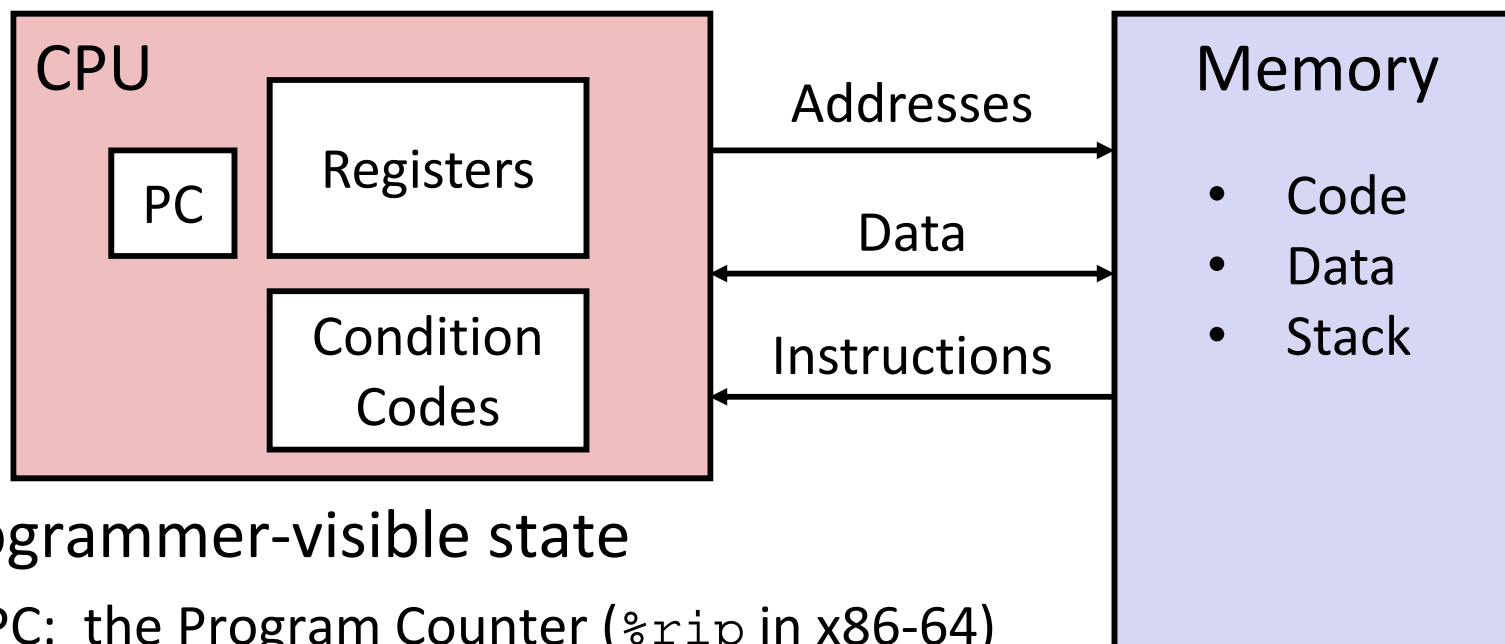 CPU
PC
Registers
Condition
Codes
Addresses
Data
Instructions
Memory
• Code
• Data
• Stack
ogrammer-visible state
PC: the Program Counter (%rip in x86-64)